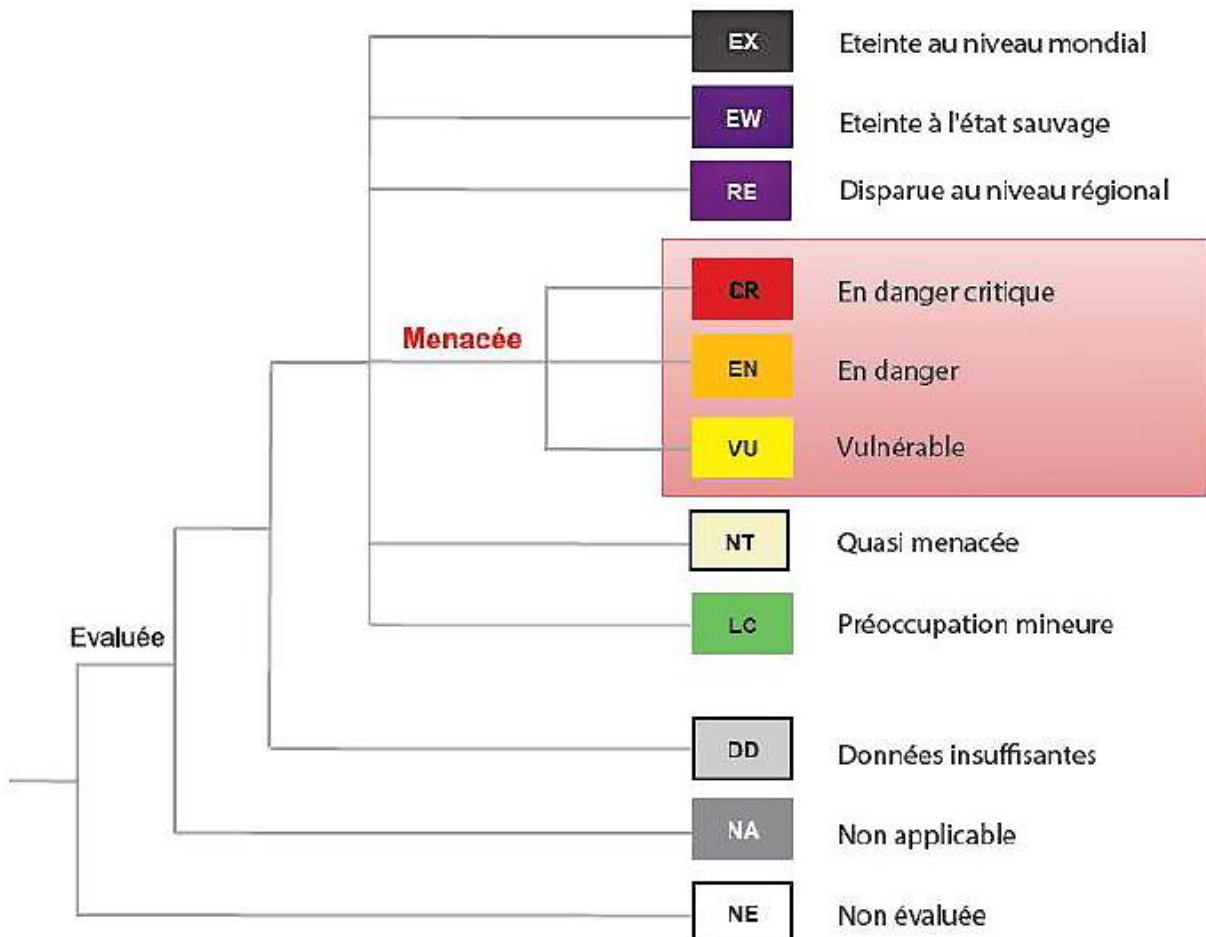 EX Eteinte au niveau mondial
EW Eteinte à l'état sauvage
RE Disparue au niveau régional
CR En danger critique
Menacée
EN En danger
VU Vulnérable
NT Quasi menacée
LC Préoccupation mineure
Evaluée
DD Données insuffisantes
NA Non applicable
NE Non évaluée